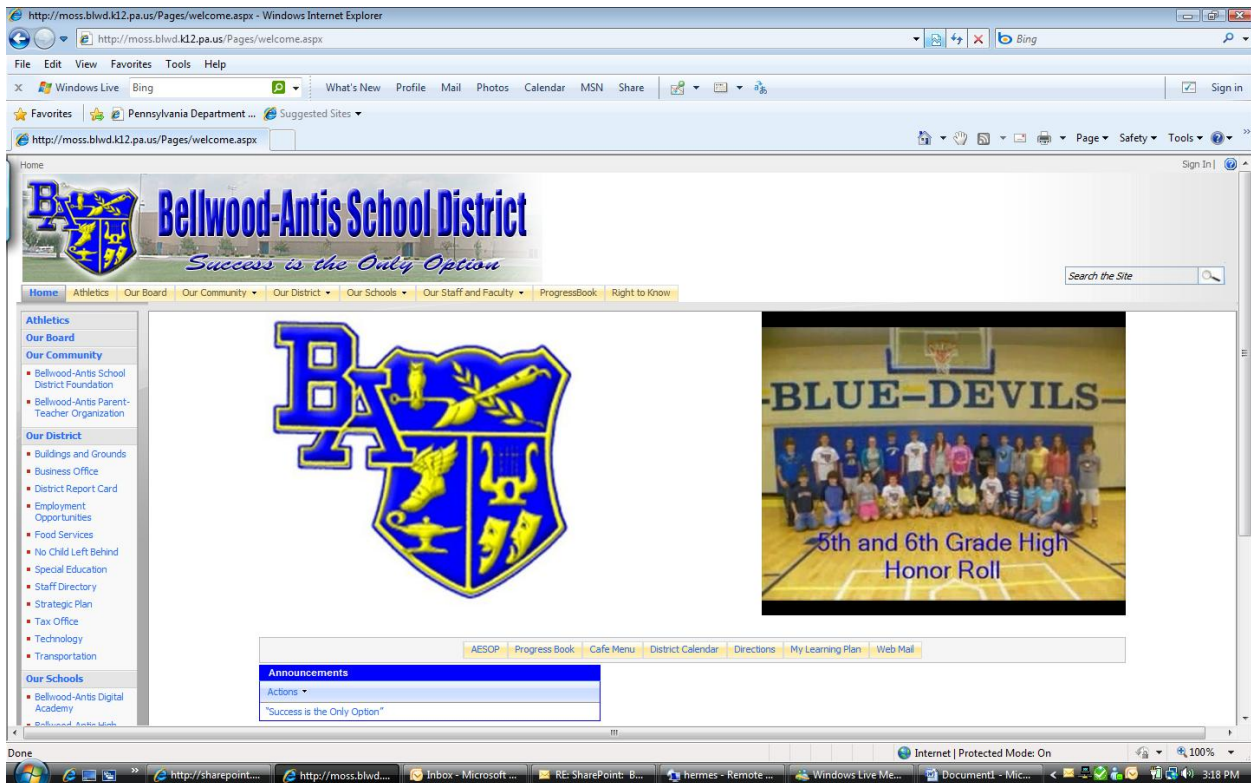 http://moss.blwd.k12.pa.us/Pages/welcome.aspx - Windows Internet Explorer
http://moss.blwd.k12.pa.us/Pages/welcome.aspx
Bing
File Edit View Favorites Tools Help
Windows Live Bing What's New Profile Mail Photos Calendar MSN Share Sign in
Favorites Pennsylvania Department ... Suggested Sites
http://moss.blwd.k12.pa.us/Pages/welcome.aspx Page Safety Tools
Home Sign In
BA
Bellwood-Antis School District
Success is the Only Option
Search the Site
Home Athletics Our Board Our Community Our District Our Schools Our Staff and Faculty ProgressBook Right to Know
Athletics
Our Board
Our Community
Bellwood-Antis School
District Foundation
Bellwood-Antis Parent-
Teacher Organization
Our District
Buildings and Grounds
Business Office
District Report Card
Employment
Opportunities
Food Services
No Child Left Behind
Special Education
Staff Directory
Strategic Plan
Tax Office
Technology
Transportation
Our Schools
Bellwood-Antis Digital
Academy
Bellwood-Antis High
BA
BLUE-DEVILS
5th and 6th Grade High
Honor Roll
AESOP Progress Book Cafe Menu District Calendar Directions My Learning Plan Web Mail
Announcements
Actions
"Success is the Only Option"
Done Internet | Protected Mode: On 100%
http://sharepoint.... http://moss.blwd.... Inbox - Microsoft ... RE: SharePoint: B... hermes - Remote ... Windows Live Me... Document1 - Mic... 3:18 PM